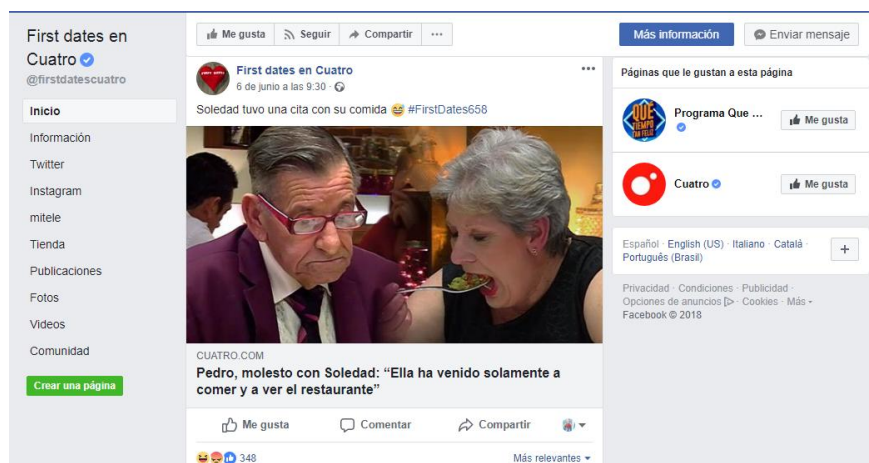 First dates en
Cuatro
@firstdatescuatro
Inicio
Información
Twitter
Instagram
mitele
Tienda
Publicaciones
Fotos
Videos
Comunidad
Crear una página
Me gusta Seguir Compartir ···
Más información Enviar mensaje
First dates en Cuatro
6 de junio a las 9:30 ·
Soledad tuvo una cita con su comida 😅 #FirstDates658
CUATRO.COM
Pedro, molesto con Soledad: “Ella ha venido solamente a
comer y a ver el restaurante”
Me gusta Comentar Compartir
348 Más relevantes
Páginas que le gustan a esta página
QUÉ
TIEMPO
TAN FELIZ
Programa Que ...
Me gusta
Cuatro
Me gusta
Español · English (US) · Italiano · Català ·
Português (Brasil)
+
Privacidad · Condiciones · Publicidad ·
Opciones de anuncios · Cookies · Más
Facebook © 2018